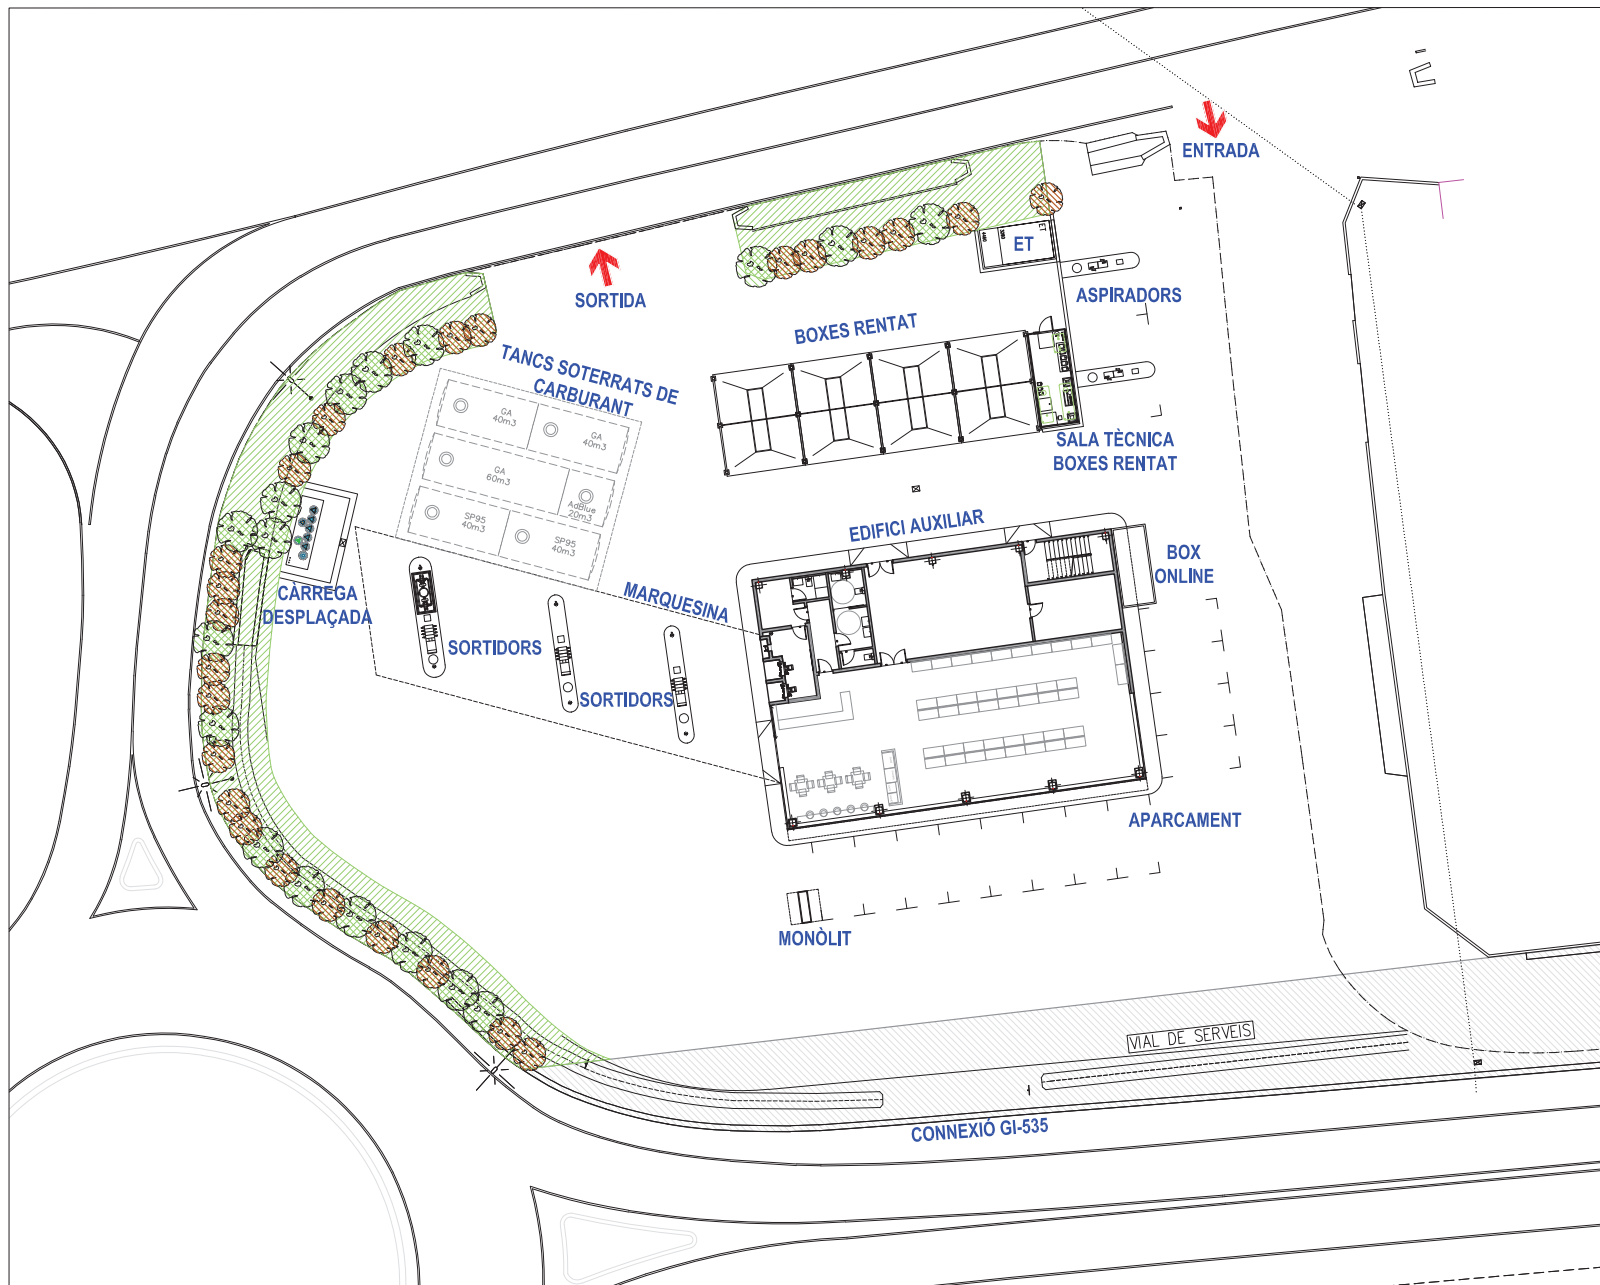 ENTRADA
ET
ASPIRADORS
SORTIDA
BOXES RENTAT
TANCS SOTERRATS DE
CARBURANT
GA
40m3
GA
40m3
GA
60m3
AdBlue
20m3
SP95
40m3
SP95
40m3
SALA TÈCNICA
BOXES RENTAT
EDIFICI AUXILIAR
BOX
ONLINE
CÀRREGA
DESPLAÇADA
MARQUESINA
SORTIDORS
SORTIDORS
APARCAMENT
MONÒLIT
VIAL DE SERVEIS
CONNEXIÓ GI-535